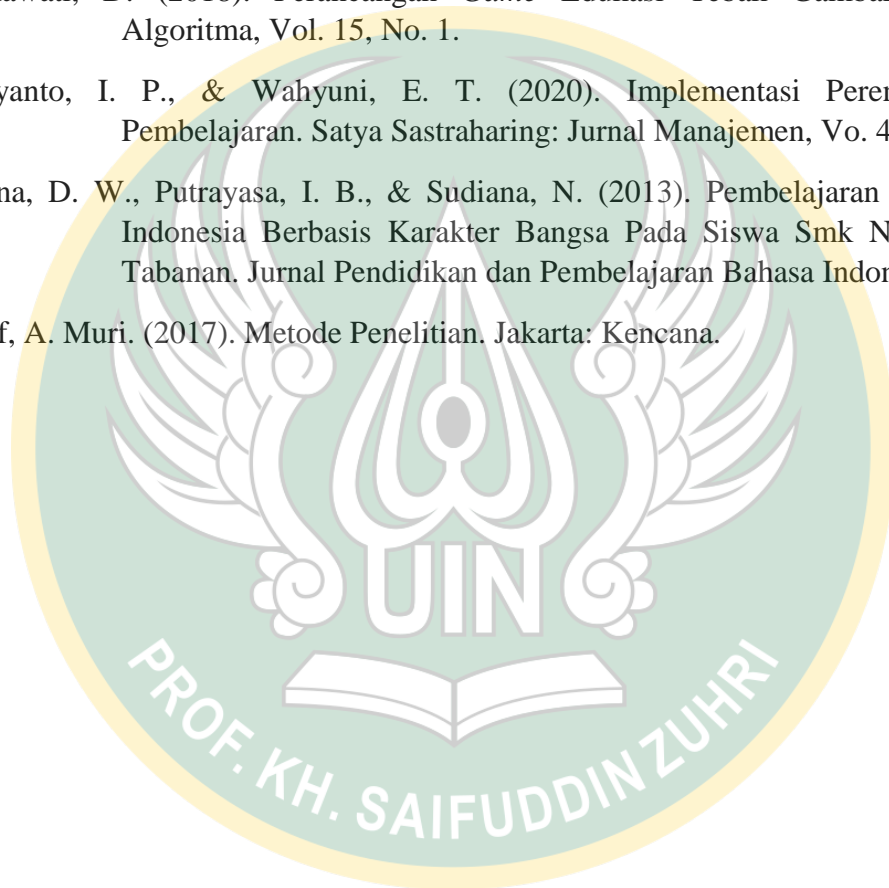 Algoritma, Vol. 15, No. 1.
yanto, I. P., & Wahyuni, E. T. (2020). Implementasi Peren
Pembelajaran. Satya Sastraharing: Jurnal Manajemen, Vo. 4
na, D. W., Putrayasa, I. B., & Sudiana, N. (2013). Pembelajaran
Indonesia Berbasis Karakter Bangsa Pada Siswa Smk N
Tabanan. Jurnal Pendidikan dan Pembelajaran Bahasa Indon
f, A. Muri. (2017). Metode Penelitian. Jakarta: Kencana.
UIN
PROF. KH. SAIFUDDIN ZUHRI